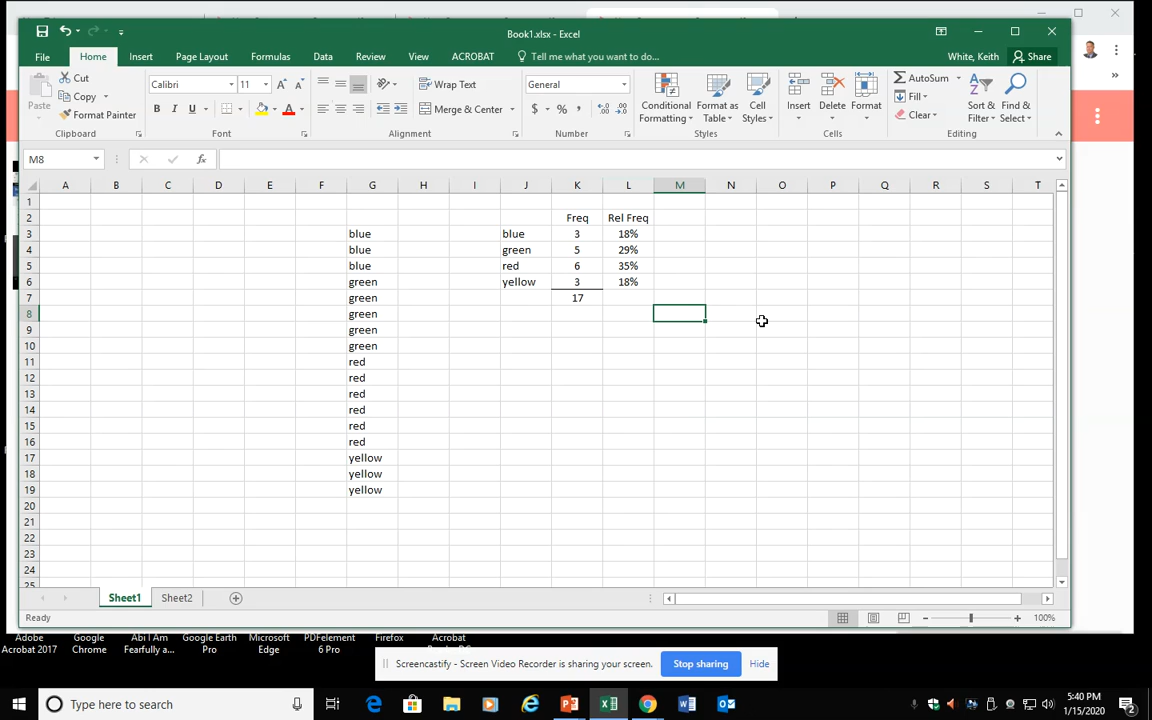 Book1.xlsx - Excel
File Home Insert Page Layout Formulas Data Review View ACROBAT Tell me what you want to do... White, Keith Share
Paste Cut Copy Format Painter Clipboard
Calibri 11 A A B I U A Font
Wrap Text Merge & Center Alignment
General $ % , Number
Conditional Formatting Format as Table Cell Styles Styles
Insert Delete Format Cells
AutoSum Fill Clear Sort & Filter Find & Select Editing
M8 fx
A B C D E F G H I J K L M N O P Q R S T
1
2 Freq Rel Freq
3 blue blue 3 18%
4 blue green 5 29%
5 blue red 6 35%
6 green yellow 3 18%
7 green 17
8 green
9 green
10 green
11 red
12 red
13 red
14 red
15 red
16 red
17 yellow
18 yellow
19 yellow
20
21
22
23
24
25
Sheet1 Sheet2
Ready 100%
Adobe Acrobat 2017
Google Chrome
Abi I Am Fearfully a...
Google Earth Pro
Microsoft Edge
PDFelement 6 Pro
Firefox
Acrobat
Screencastify - Screen Video Recorder is sharing your screen. Stop sharing Hide
Type here to search
5:40 PM
1/15/2020
2